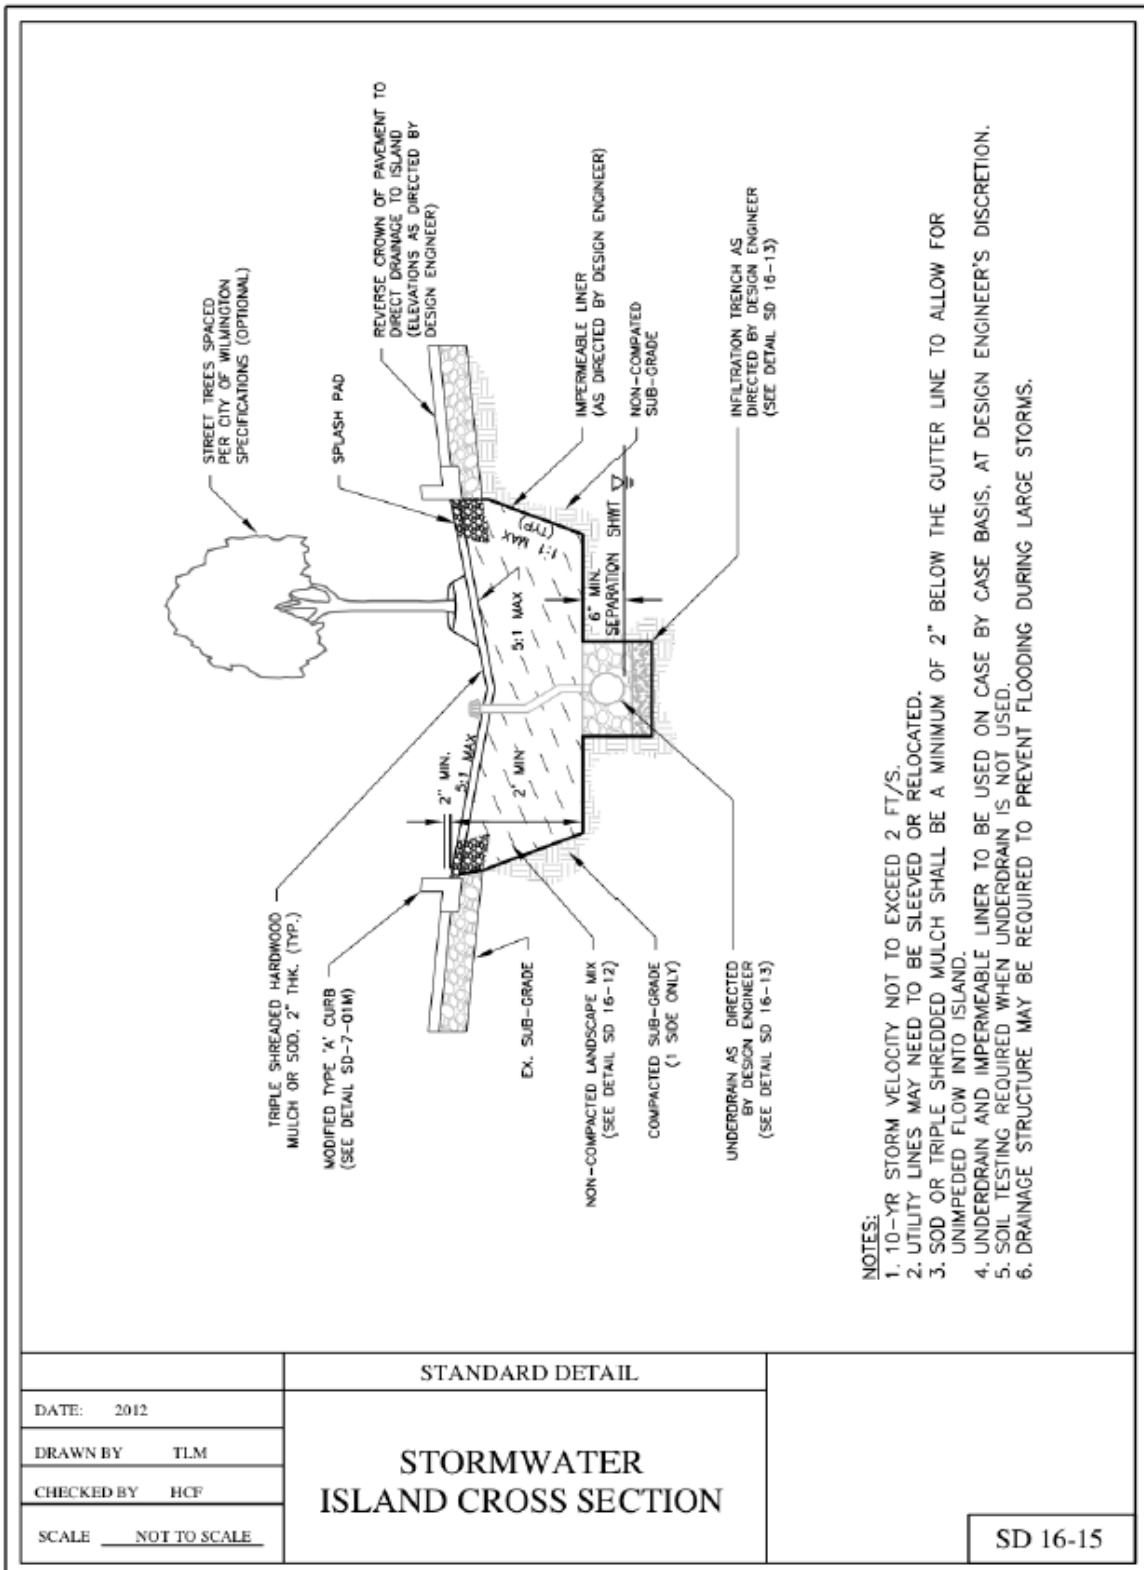 STREET TREES SPACED
PER CITY OF WILMINGTON
SPECIFICATIONS (OPTIONAL)
SPLASH PAD
REVERSE CROWN OF PAVEMENT TO
DIRECT DRAINAGE TO ISLAND
(ELEVATIONS AS DIRECTED BY
DESIGN ENGINEER)
IMPERMEABLE LINER
(AS DIRECTED BY DESIGN ENGINEER)
NON-COMPATED
SUB-GRADE
INFILTRATION TRENCH AS
DIRECTED BY DESIGN ENGINEER
(SEE DETAIL SD 16-13)
TRIPLE SHREADED HARDWOOD
MULCH OR SOD, 2" THK. (TYP.)
MODIFIED TYPE 'A' CURB
(SEE DETAIL SD-7-01M)
EX. SUB-GRADE
NON-COMPACTED LANDSCAPE MIX
(SEE DETAIL SD 16-12)
COMPACTED SUB-GRADE
(1 SIDE ONLY)
UNDERDRAIN AS DIRECTED
BY DESIGN ENGINEER
(SEE DETAIL SD 16-13)
2" MIN.
5:1 MAX
2' MIN
5:1 MAX
1:1 MAX
(TYP)
6" MIN.
SEPARATION SHWT
NOTES:
1. 10-YR STORM VELOCITY NOT TO EXCEED 2 FT/S.
2. UTILITY LINES MAY NEED TO BE SLEEVED OR RELOCATED.
3. SOD OR TRIPLE SHREDDED MULCH SHALL BE A MINIMUM OF 2" BELOW THE GUTTER LINE TO ALLOW FOR
UNIMPEDED FLOW INTO ISLAND.
4. UNDERDRAIN AND IMPERMEABLE LINER TO BE USED ON CASE BY CASE BASIS, AT DESIGN ENGINEER'S DISCRETION.
5. SOIL TESTING REQUIRED WHEN UNDERDRAIN IS NOT USED.
6. DRAINAGE STRUCTURE MAY BE REQUIRED TO PREVENT FLOODING DURING LARGE STORMS.
STANDARD DETAIL
DATE: 2012
DRAWN BY TLM
CHECKED BY HCF
SCALE NOT TO SCALE
STORMWATER
ISLAND CROSS SECTION
SD 16-15